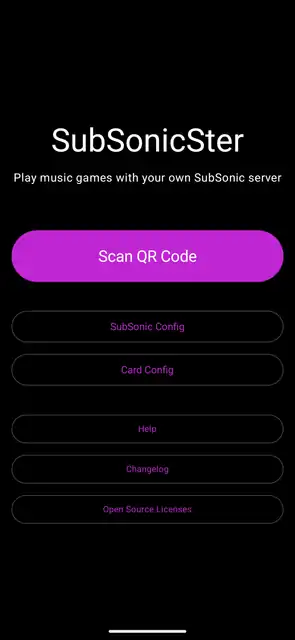 SubSonicSter
Play music games with your own SubSonic server
Scan QR Code
SubSonic Config
Card Config
Help
Changelog
Open Source Licenses